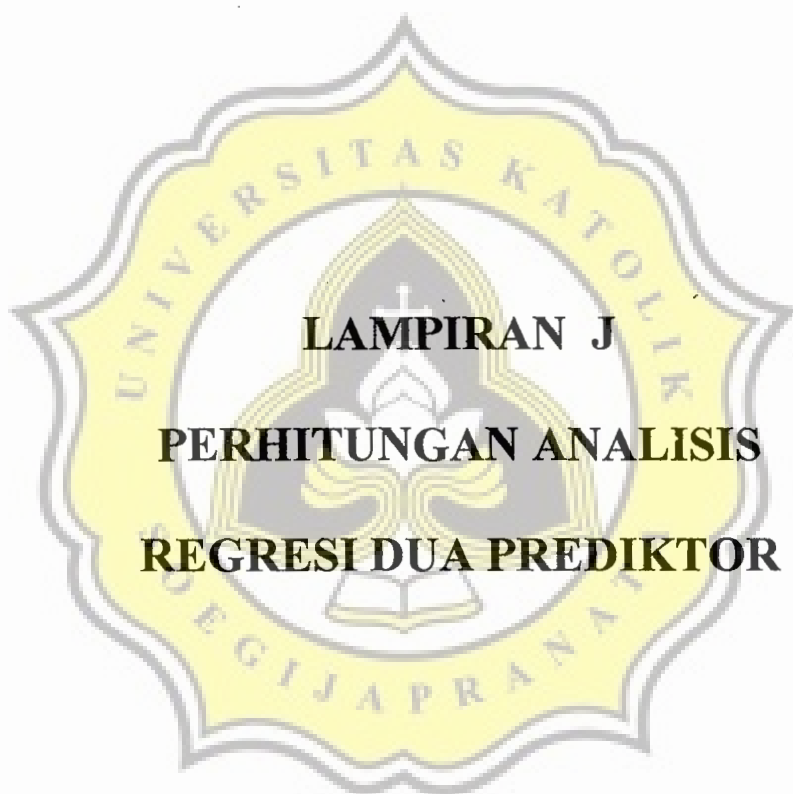 UNIVERSITAS KATOLIK
LAMPIRAN J
PERHITUNGAN ANALISIS
REGRESI DUA PREDIKTOR
SOEGIJAPRANATA